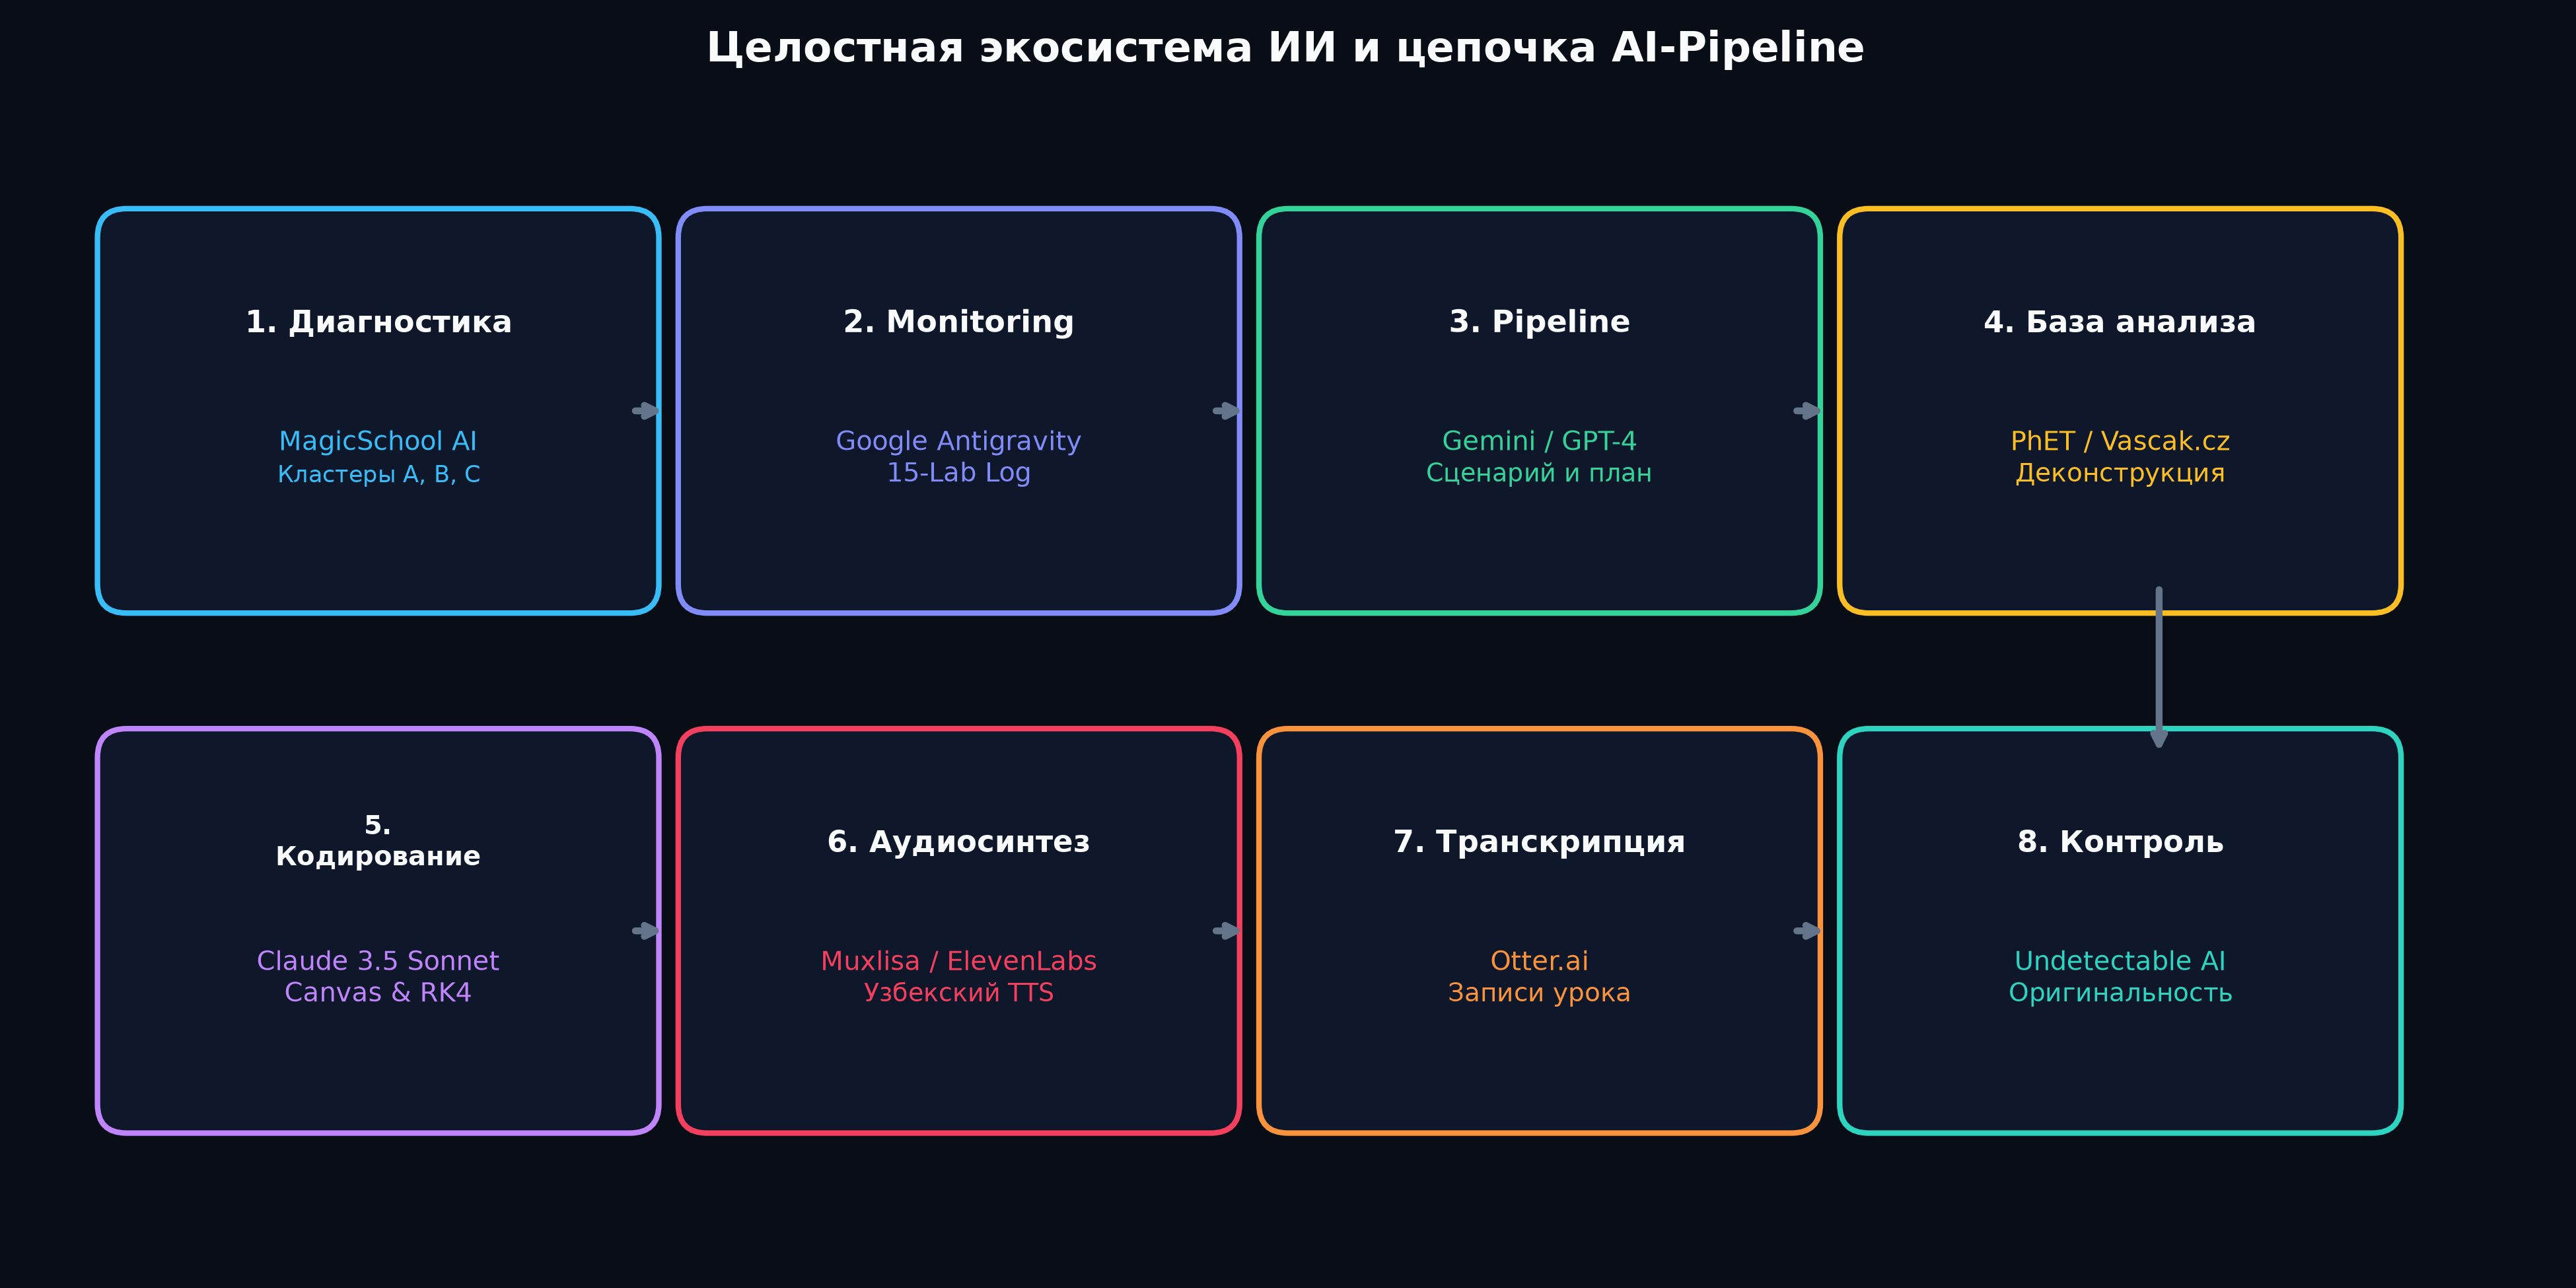 Целостная экосистема ИИ и цепочка AI-Pipeline
1. Диагностика
MagicSchool AI
Кластеры A, B, C
2. Monitoring
Google Antigravity
15-Lab Log
3. Pipeline
Gemini / GPT-4
Сценарий и план
4. База анализа
PhET / Vascak.cz
Деконструкция
5.
Кодирование
Claude 3.5 Sonnet
Canvas & RK4
6. Аудиосинтез
Muxlisa / ElevenLabs
Узбекский TTS
7. Транскрипция
Otter.ai
Записи урока
8. Контроль
Undetectable AI
Оригинальность